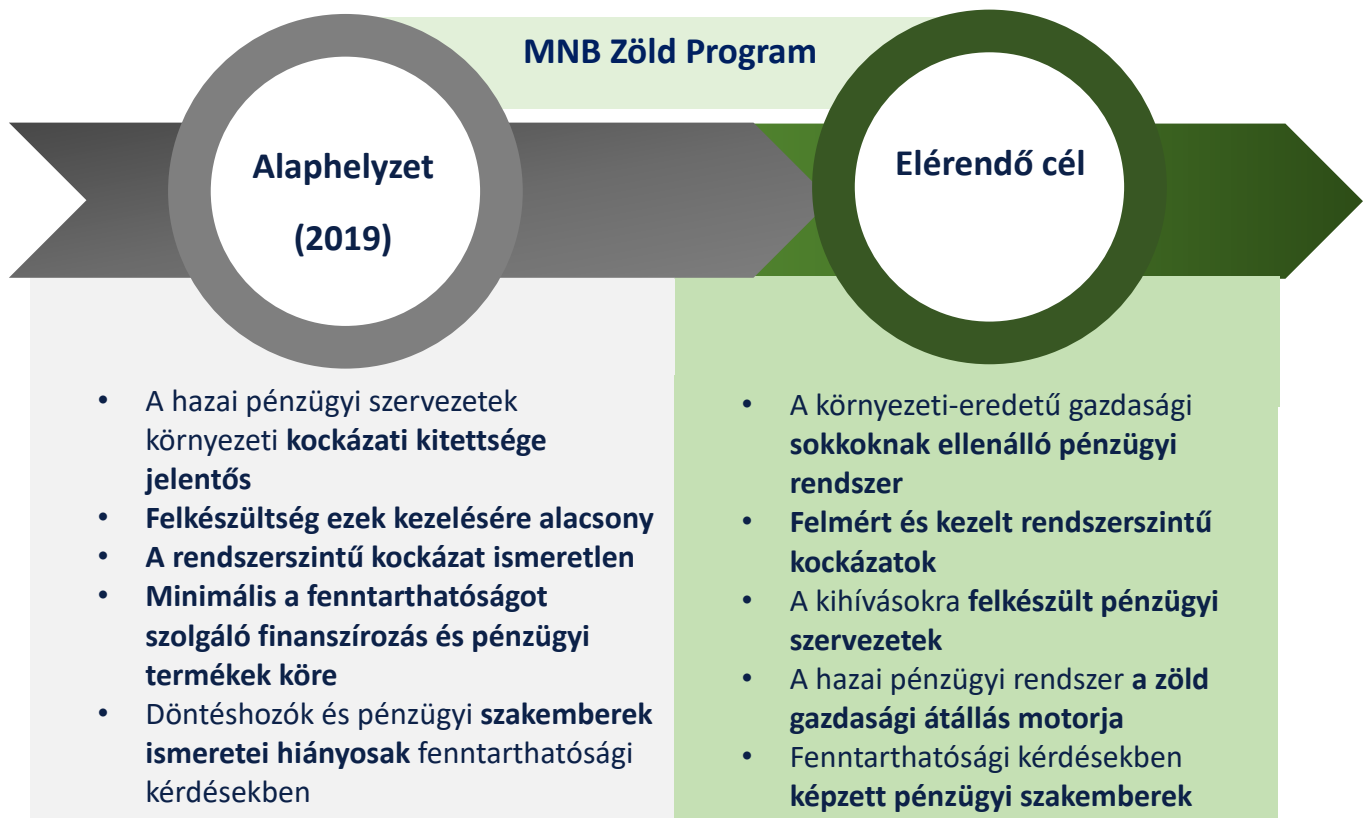 MNB Zöld Program
Alaphelyzet
(2019)
Elérendő cél
• A hazai pénzügyi szervezetek
környezeti kockázati kitettsége
jelentős
• Felkészültség ezek kezelésére alacsony
• A rendszerszintű kockázat ismeretlen
• Minimális a fenntarthatóságot
szolgáló finanszírozás és pénzügyi
termékek köre
• Döntéshozók és pénzügyi szakemberek
ismeretei hiányosak fenntarthatósági
kérdésekben
• A környezeti-eredetű gazdasági
sokkoknak ellenálló pénzügyi
rendszer
• Felmért és kezelt rendszerszintű
kockázatok
• A kihívásokra felkészült pénzügyi
szervezetek
• A hazai pénzügyi rendszer a zöld
gazdasági átállás motorja
• Fenntarthatósági kérdésekben
képzett pénzügyi szakemberek